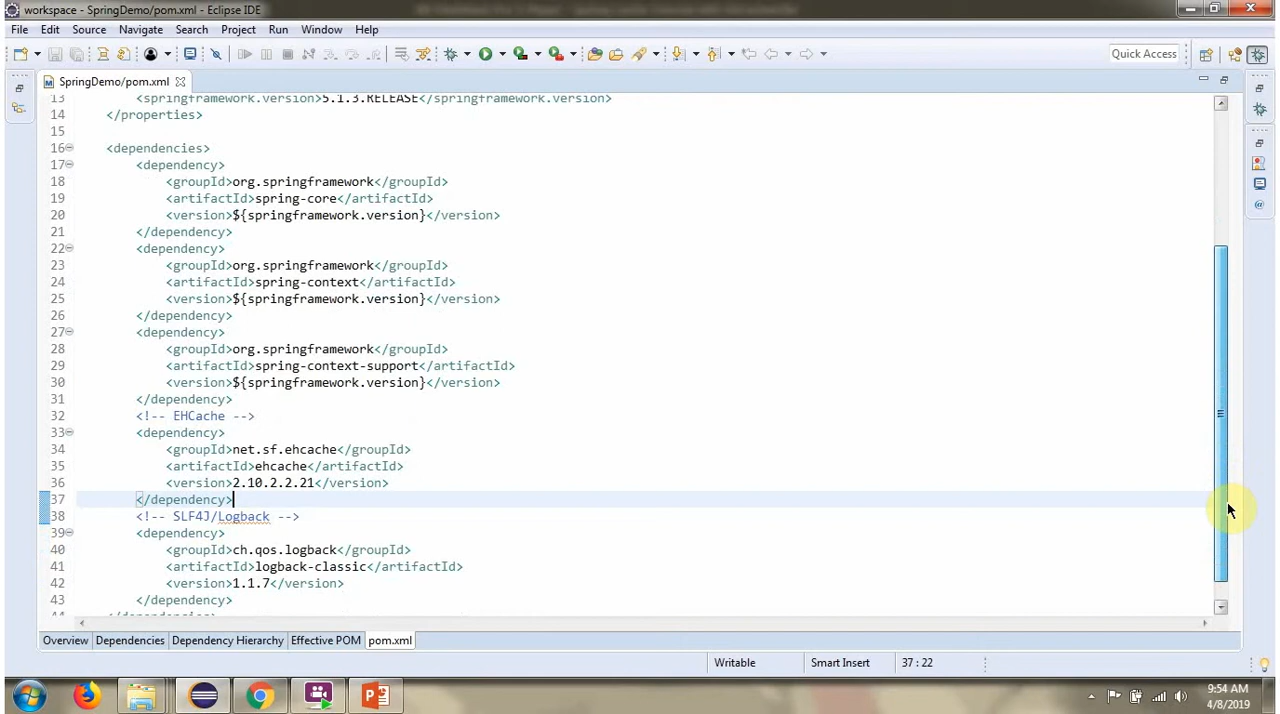 workspace - SpringDemo/pom.xml - Eclipse IDE
File Edit Source Navigate Search Project Run Window Help
Quick Access
SpringDemo/pom.xml
13 <springframework.version>5.1.3.RELEASE</springframework.version>
14 </properties>
15
16 <dependencies>
17 <dependency>
18 <groupId>org.springframework</groupId>
19 <artifactId>spring-core</artifactId>
20 <version>${springframework.version}</version>
21 </dependency>
22 <dependency>
23 <groupId>org.springframework</groupId>
24 <artifactId>spring-context</artifactId>
25 <version>${springframework.version}</version>
26 </dependency>
27 <dependency>
28 <groupId>org.springframework</groupId>
29 <artifactId>spring-context-support</artifactId>
30 <version>${springframework.version}</version>
31 </dependency>
32 <!-- EHCache -->
33 <dependency>
34 <groupId>net.sf.ehcache</groupId>
35 <artifactId>ehcache</artifactId>
36 <version>2.10.2.2.21</version>
37 </dependency>
38 <!-- SLF4J/Logback -->
39 <dependency>
40 <groupId>ch.qos.logback</groupId>
41 <artifactId>logback-classic</artifactId>
42 <version>1.1.7</version>
43 </dependency>
44 </dependencies>
Overview Dependencies Dependency Hierarchy Effective POM pom.xml
Writable Smart Insert 37 : 22
9:54 AM
4/8/2019